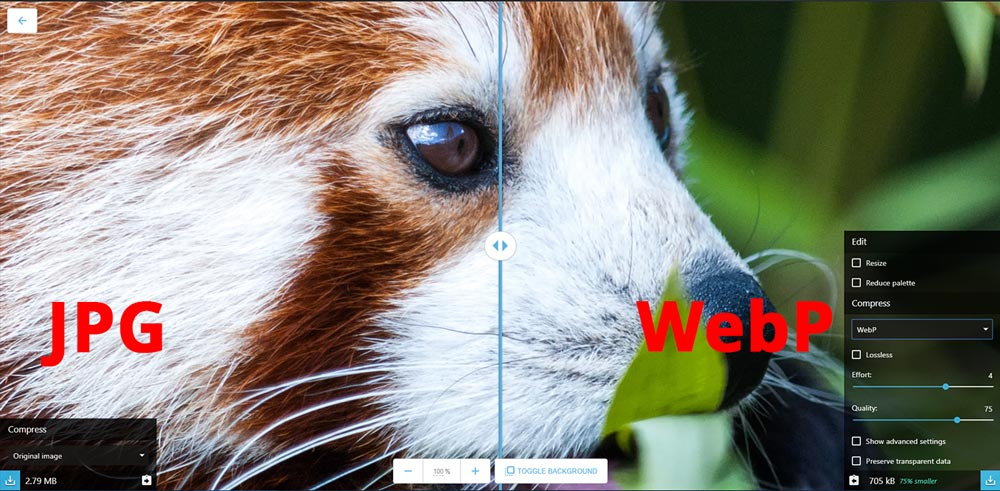 JPG
WebP
Compress
Original image
2.79 MB
100 %
TOGGLE BACKGROUND
Edit
Resize
Reduce palette
Compress
WebP
Lossless
Effort: 4
Quality: 75
Show advanced settings
Preserve transparent data
705 kB 75% smaller